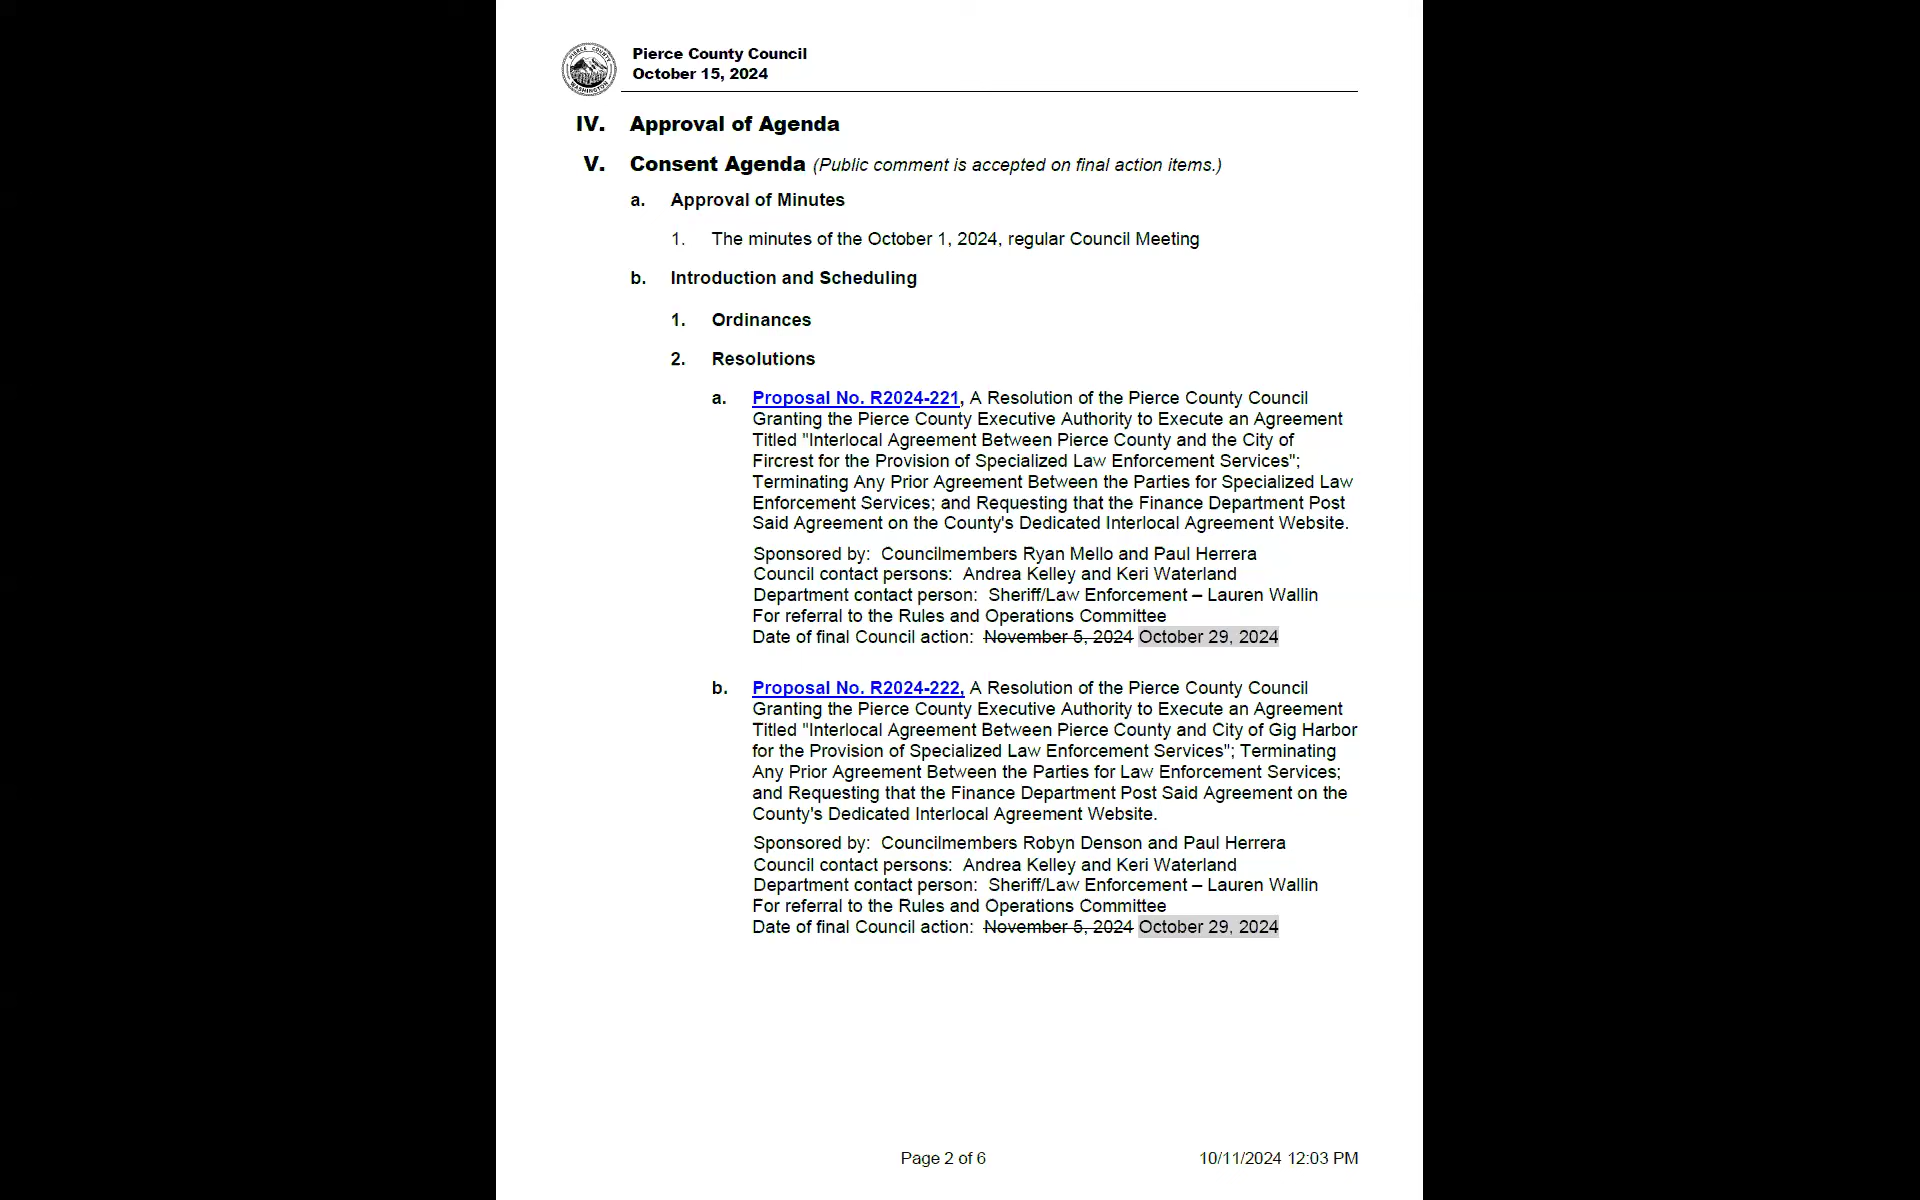 Pierce County Council
October 15, 2024
PIERCE COUNTY
WASHINGTON
IV. Approval of Agenda
V. Consent Agenda (Public comment is accepted on final action items.)
a. Approval of Minutes
1. The minutes of the October 1, 2024, regular Council Meeting
b. Introduction and Scheduling
1. Ordinances
2. Resolutions
a. Proposal No. R2024-221, A Resolution of the Pierce County Council
Granting the Pierce County Executive Authority to Execute an Agreement
Titled "Interlocal Agreement Between Pierce County and the City of
Fircrest for the Provision of Specialized Law Enforcement Services";
Terminating Any Prior Agreement Between the Parties for Specialized Law
Enforcement Services; and Requesting that the Finance Department Post
Said Agreement on the County's Dedicated Interlocal Agreement Website.
Sponsored by: Councilmembers Ryan Mello and Paul Herrera
Council contact persons: Andrea Kelley and Keri Waterland
Department contact person: Sheriff/Law Enforcement – Lauren Wallin
For referral to the Rules and Operations Committee
Date of final Council action: November 5, 2024 October 29, 2024
b. Proposal No. R2024-222, A Resolution of the Pierce County Council
Granting the Pierce County Executive Authority to Execute an Agreement
Titled "Interlocal Agreement Between Pierce County and City of Gig Harbor
for the Provision of Specialized Law Enforcement Services"; Terminating
Any Prior Agreement Between the Parties for Law Enforcement Services;
and Requesting that the Finance Department Post Said Agreement on the
County's Dedicated Interlocal Agreement Website.
Sponsored by: Councilmembers Robyn Denson and Paul Herrera
Council contact persons: Andrea Kelley and Keri Waterland
Department contact person: Sheriff/Law Enforcement – Lauren Wallin
For referral to the Rules and Operations Committee
Date of final Council action: November 5, 2024 October 29, 2024
Page 2 of 6
10/11/2024 12:03 PM